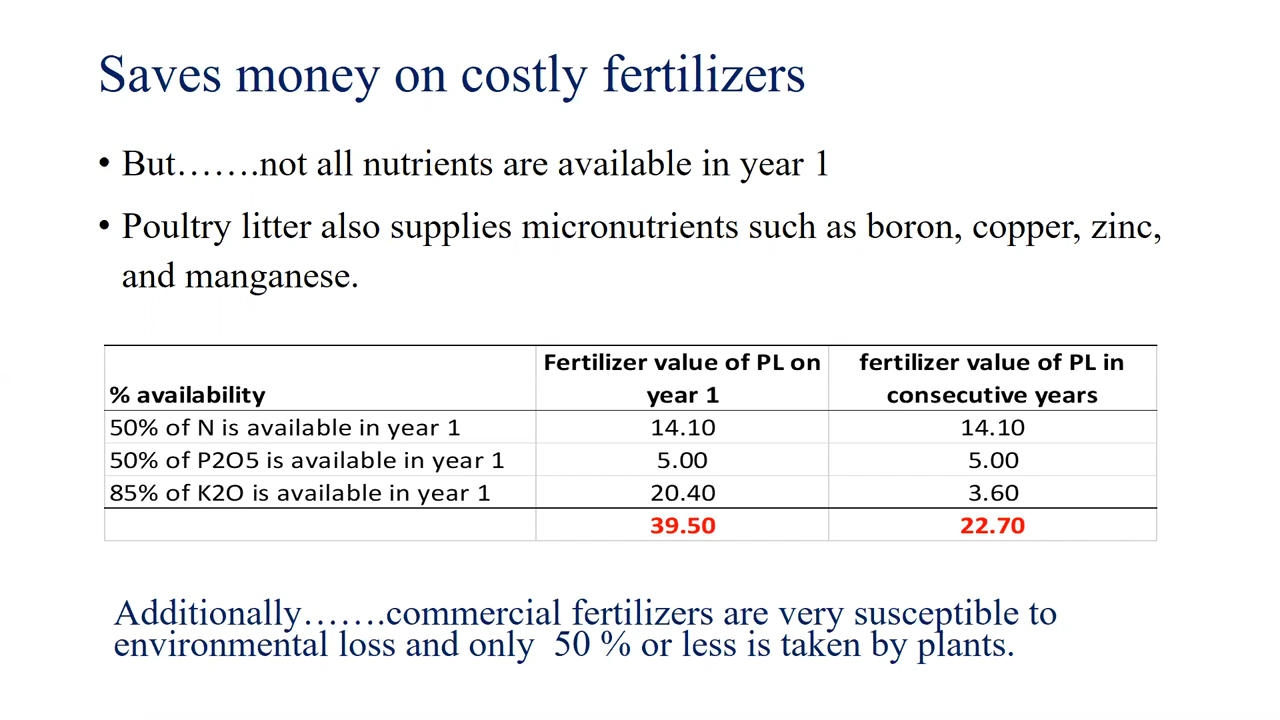 Saves money on costly fertilizers
• But…….not all nutrients are available in year 1
• Poultry litter also supplies micronutrients such as boron, copper, zinc,
and manganese.
% availability | Fertilizer value of PL on year 1 | fertilizer value of PL in consecutive years
50% of N is available in year 1 | 14.10 | 14.10
50% of P2O5 is available in year 1 | 5.00 | 5.00
85% of K2O is available in year 1 | 20.40 | 3.60
39.50 | 22.70
Additionally…….commercial fertilizers are very susceptible to
environmental loss and only  50 % or less is taken by plants.